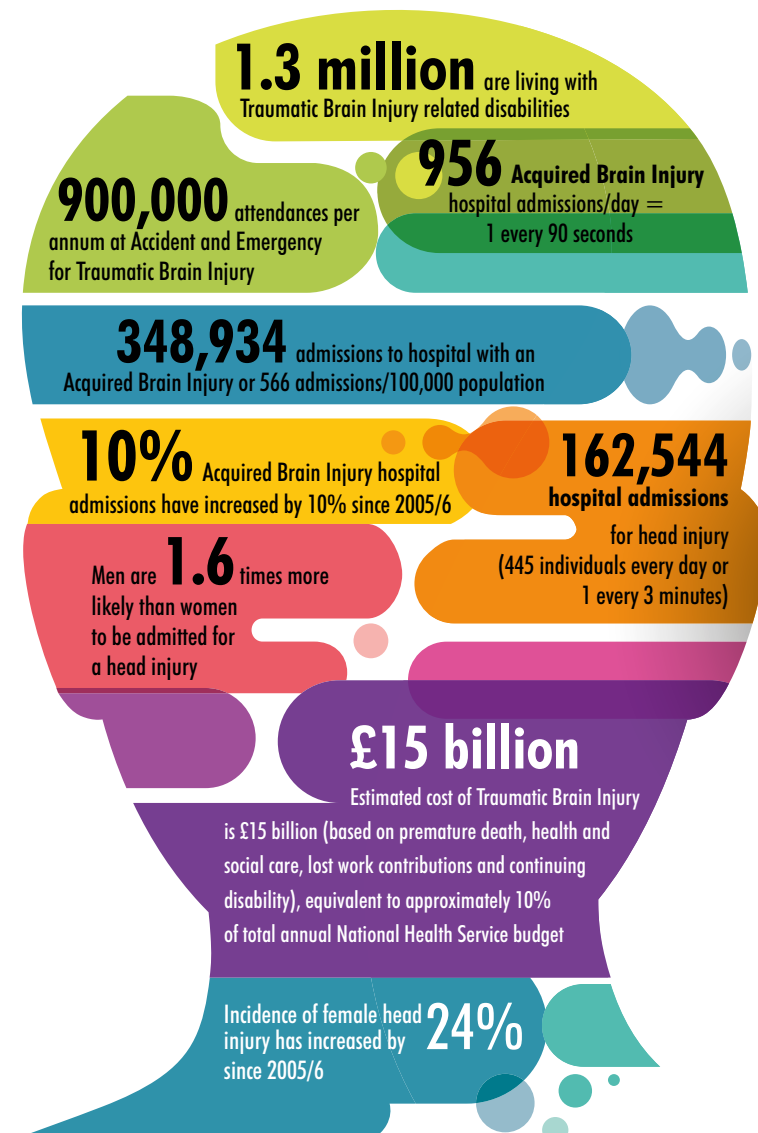 1.3 million are living with
Traumatic Brain Injury related disabilities
956 Acquired Brain Injury
hospital admissions/day =
1 every 90 seconds
900,000 attendances per
annum at Accident and Emergency
for Traumatic Brain Injury
348,934 admissions to hospital with an
Acquired Brain Injury or 566 admissions/100,000 population
10% Acquired Brain Injury hospital
admissions have increased by 10% since 2005/6
162,544
hospital admissions
for head injury
(445 individuals every day or
1 every 3 minutes)
Men are 1.6 times more
likely than women
to be admitted for
a head injury
£15 billion
Estimated cost of Traumatic Brain Injury
is £15 billion (based on premature death, health and
social care, lost work contributions and continuing
disability), equivalent to approximately 10%
of total annual National Health Service budget
Incidence of female head
injury has increased by 24%
since 2005/6